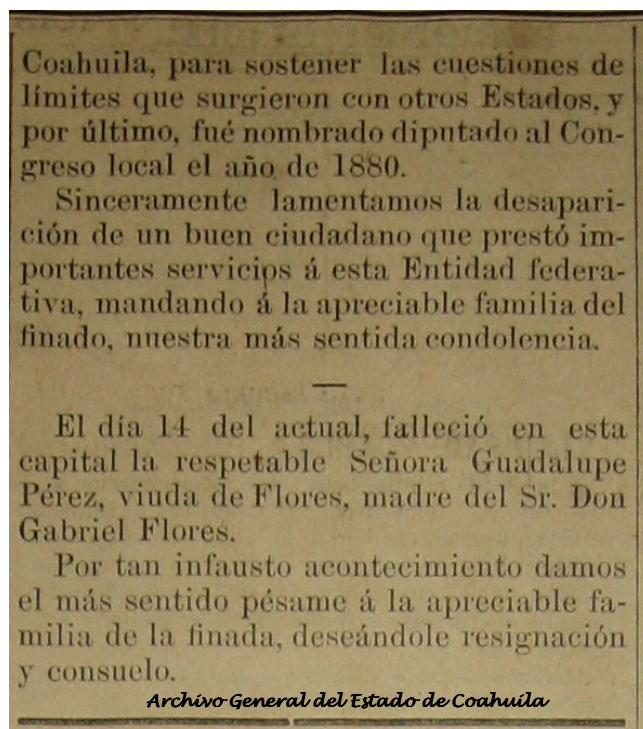 Coahuila, para sostener las cuestiones de
límites que surgieron con otros Estados, y
por último, fué nombrado diputado al Con-
greso local el año de 1880.
Sinceramente lamentamos la desapari-
ción de un buen ciudadano que prestó im-
portantes servicios á esta Entidad federa-
tiva, mandando á la apreciable familia del
finado, nuestra más sentida condolencia.
El día 14 del actual, falleció en esta
capital la respetable Señora Guadalupe
Pérez, viuda de Flores, madre del Sr. Don
Gabriel Flores.
Por tan infausto acontecimiento damos
el más sentido pésame á la apreciable fa-
milia de la finada, deseándole resignación
y consuelo.
Archivo General del Estado de Coahuila